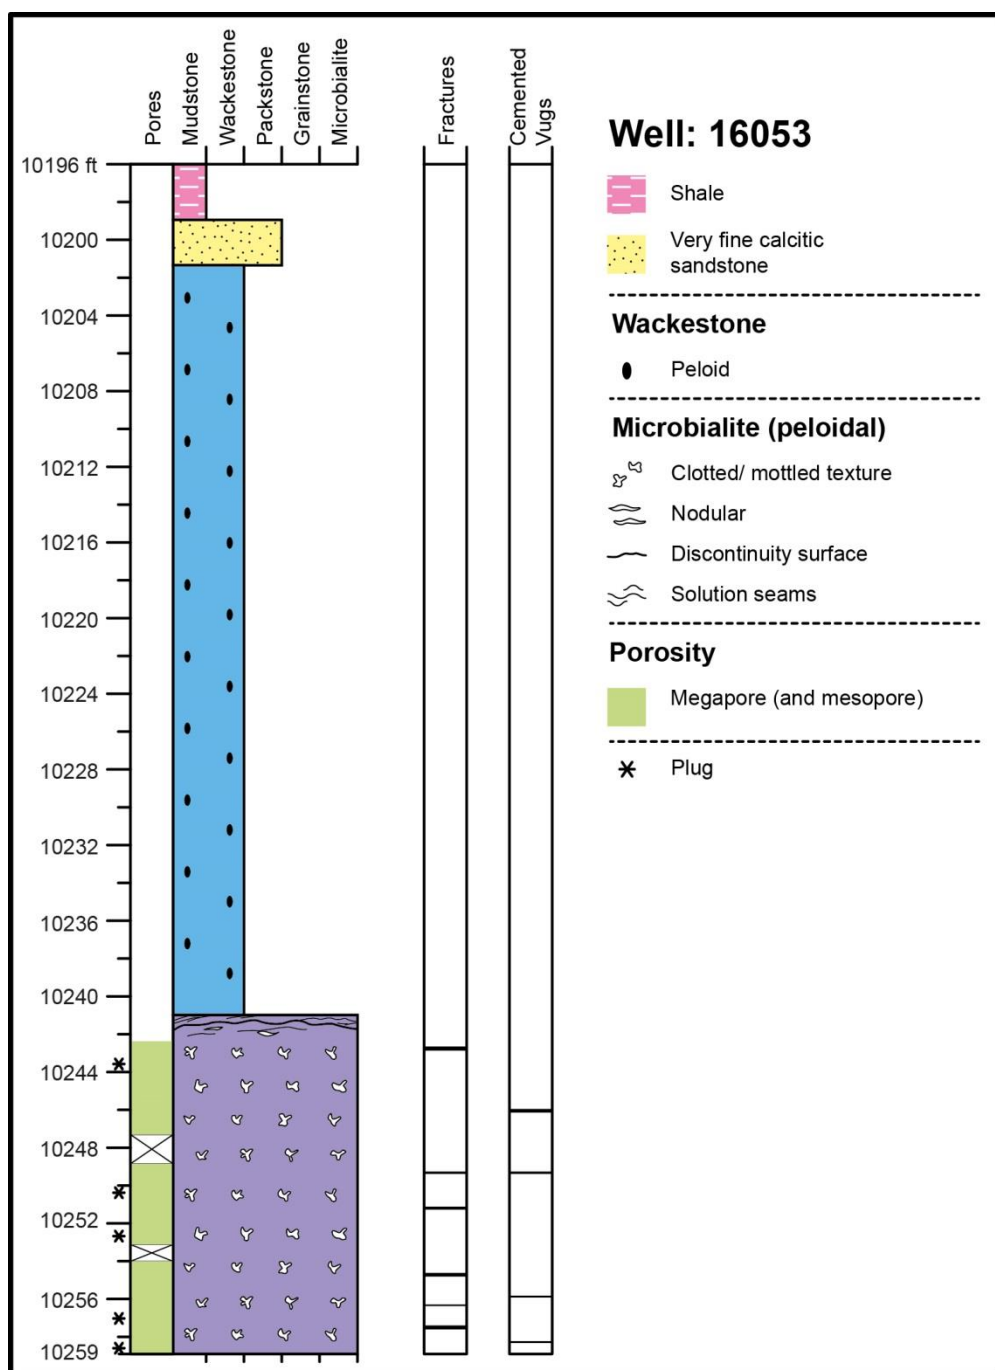 Pores
Mudstone
Wackestone
Packstone
Grainstone
Microbialite
Fractures
Cemented
Vugs
10196 ft
10200
10204
10208
10212
10216
10220
10224
10228
10232
10236
10240
10244
10248
10252
10256
10259
Well: 16053
Shale
Very fine calcitic
sandstone
Wackestone
Peloid
Microbialite (peloidal)
Clotted/ mottled texture
Nodular
Discontinuity surface
Solution seams
Porosity
Megapore (and mesopore)
Plug